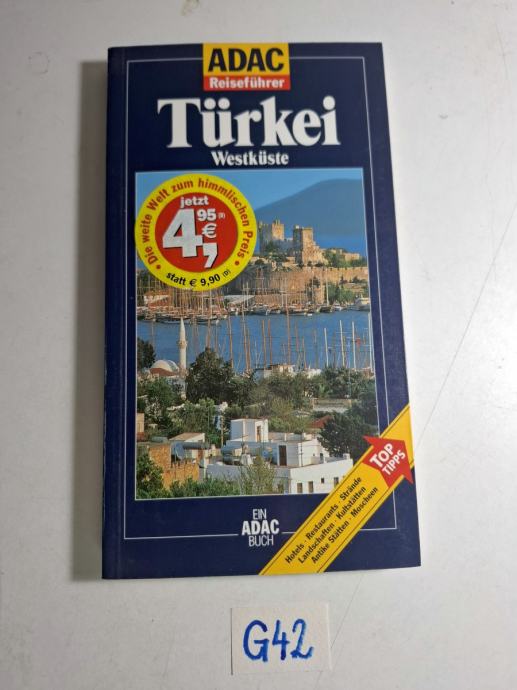 ADAC
Reiseführer
Türkei
Westküste
Die weite Welt zum himmlischen Preis
jetzt
4,95 (D)
€
statt € 9,90 (D)
TOP
TIPPS
Hotels · Restaurants · Strände
Landschaften · Kultstätten
Antike Stätten · Moscheen
EIN
ADAC
BUCH
G42